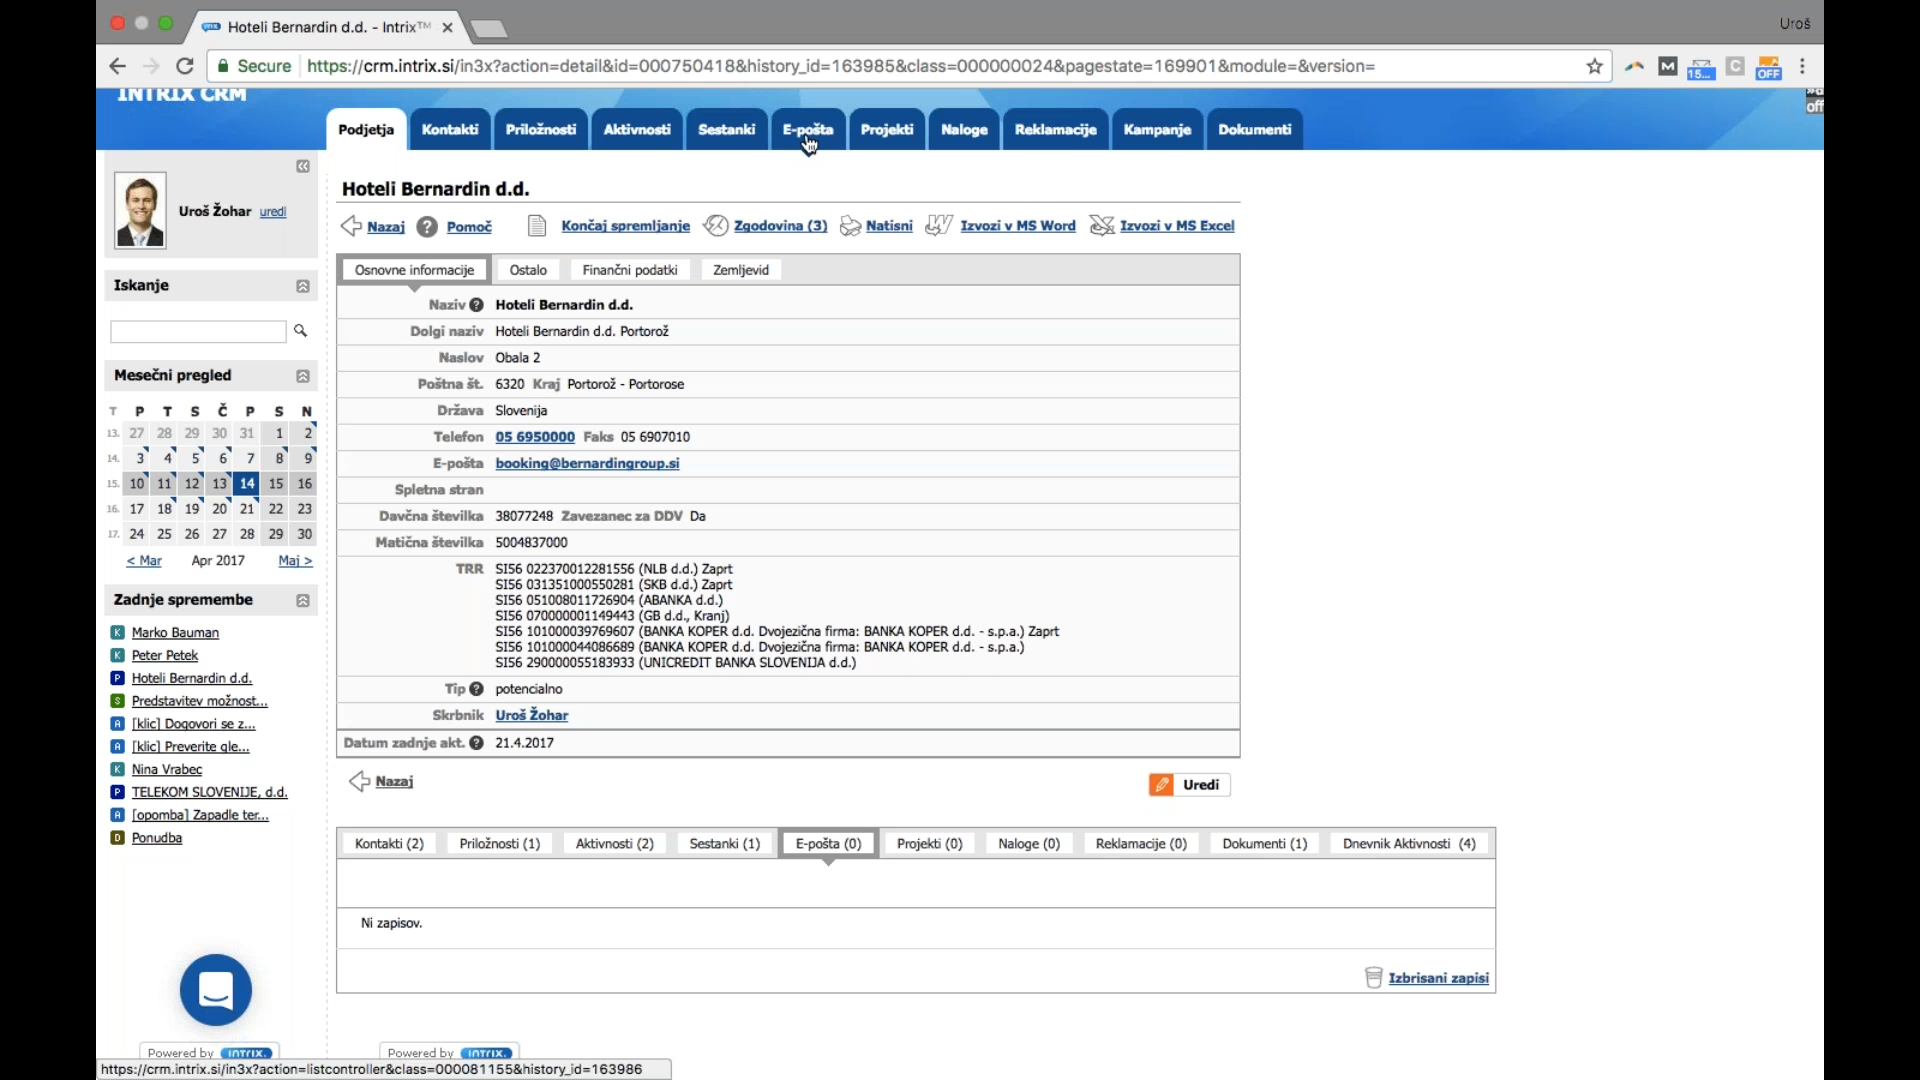 Hoteli Bernardin d.d. - Intrix™
Uroš
Secure https://crm.intrix.si/in3x?action=detail&id=000750418&history_id=163985&class=000000024&pagestate=169901&module=&version=
M 15... C OFF
INTRIX CRM
off
Podjetja Kontakti Priložnosti Aktivnosti Sestanki E-pošta Projekti Naloge Reklamacije Kampanje Dokumenti
Uroš Žohar uredi
Iskanje
Mesečni pregled
T P T S Č P S N
13. 27 28 29 30 31 1 2
14. 3 4 5 6 7 8 9
15. 10 11 12 13 14 15 16
16. 17 18 19 20 21 22 23
17. 24 25 26 27 28 29 30
< Mar Apr 2017 Maj >
Zadnje spremembe
K Marko Bauman
K Peter Petek
P Hoteli Bernardin d.d.
S Predstavitev možnost...
A [klic] Dogovori se z...
A [klic] Preverite gle...
K Nina Vrabec
P TELEKOM SLOVENIJE, d.d.
A [opomba] Zapadle ter...
D Ponudba
Hoteli Bernardin d.d.
Nazaj ? Pomoč Končaj spremljanje Zgodovina (3) Natisni Izvozi v MS Word Izvozi v MS Excel
Osnovne informacije Ostalo Finančni podatki Zemljevid
Naziv ? Hoteli Bernardin d.d.
Dolgi naziv Hoteli Bernardin d.d. Portorož
Naslov Obala 2
Poštna št. 6320 Kraj Portorož - Portorose
Država Slovenija
Telefon 05 6950000 Faks 05 6907010
E-pošta booking@bernardingroup.si
Spletna stran
Davčna številka 38077248 Zavezanec za DDV Da
Matična številka 5004837000
TRR SI56 022370012281556 (NLB d.d.) Zaprt
SI56 031351000550281 (SKB d.d.) Zaprt
SI56 051008011726904 (ABANKA d.d.)
SI56 070000001149443 (GB d.d., Kranj)
SI56 101000039769607 (BANKA KOPER d.d. Dvojezična firma: BANKA KOPER d.d. - s.p.a.) Zaprt
SI56 101000044086689 (BANKA KOPER d.d. Dvojezična firma: BANKA KOPER d.d. - s.p.a.)
SI56 290000055183933 (UNICREDIT BANKA SLOVENIJA d.d.)
Tip ? potencialno
Skrbnik Uroš Žohar
Datum zadnje akt. ? 21.4.2017
Nazaj Uredi
Kontakti (2) Priložnosti (1) Aktivnosti (2) Sestanki (1) E-pošta (0) Projekti (0) Naloge (0) Reklamacije (0) Dokumenti (1) Dnevnik Aktivnosti (4)
Ni zapisov.
Izbrisani zapisi
Powered by INTRIX. Powered by INTRIX.
https://crm.intrix.si/in3x?action=listcontroller&class=000081155&history_id=163986